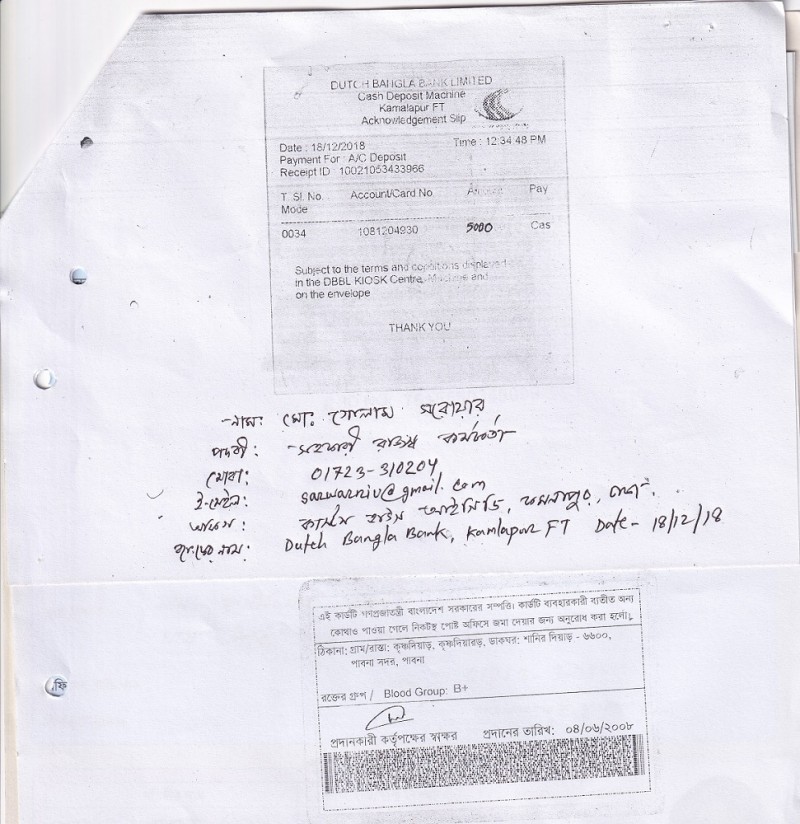 DUTCH BANGLA BANK LIMITED
Cash Deposit Machine
Kamalapur FT
Acknowledgement Slip
Date : 18/12/2018 Time : 12:34:48 PM
Payment For : A/C Deposit
Receipt ID 10021053433966
T. Sl. No. Account/Card No. Pay
Mode
0034 1081204930 5000 Cas
Subject to the terms and conditions displayed
in the DBBL KIOSK Centre, Machine and
on the envelope
THANK YOU
নাম: মো: গোলাম সরোয়ার
পদবী: সহকারী রাজস্ব কর্মকর্তা
মোবা: 01723-310204
ই-মেইল: sarwarniv@gmail.com
অফিস: কাস্টম হাউস আইসিডি, কমলাপুর, ঢাকা.
Dutch Bangla Bank, Kamlapur FT Date- 18/12/18
এই কার্ডটি গণপ্রজাতন্ত্রী বাংলাদেশ সরকারের সম্পত্তি। কার্ডটি ব্যবহারকারী ব্যতীত অন্য
কোথাও পাওয়া গেলে নিকটস্থ পোষ্ট অফিসে জমা দেয়ার জন্য অনুরোধ করা হলো।
ঠিকানা: গ্রাম/রাস্তা: কৃষ্ণদিয়াড়, কৃষ্ণদিয়ারড়, ডাকঘর: শানির দিয়াড় - ৬৬০০,
পাবনা সদর, পাবনা
রক্তের গ্রুপ / Blood Group: B+
প্রদানকারী কর্তৃপক্ষের স্বাক্ষর প্রদানের তারিখ: ০৪/০৬/২০০৮